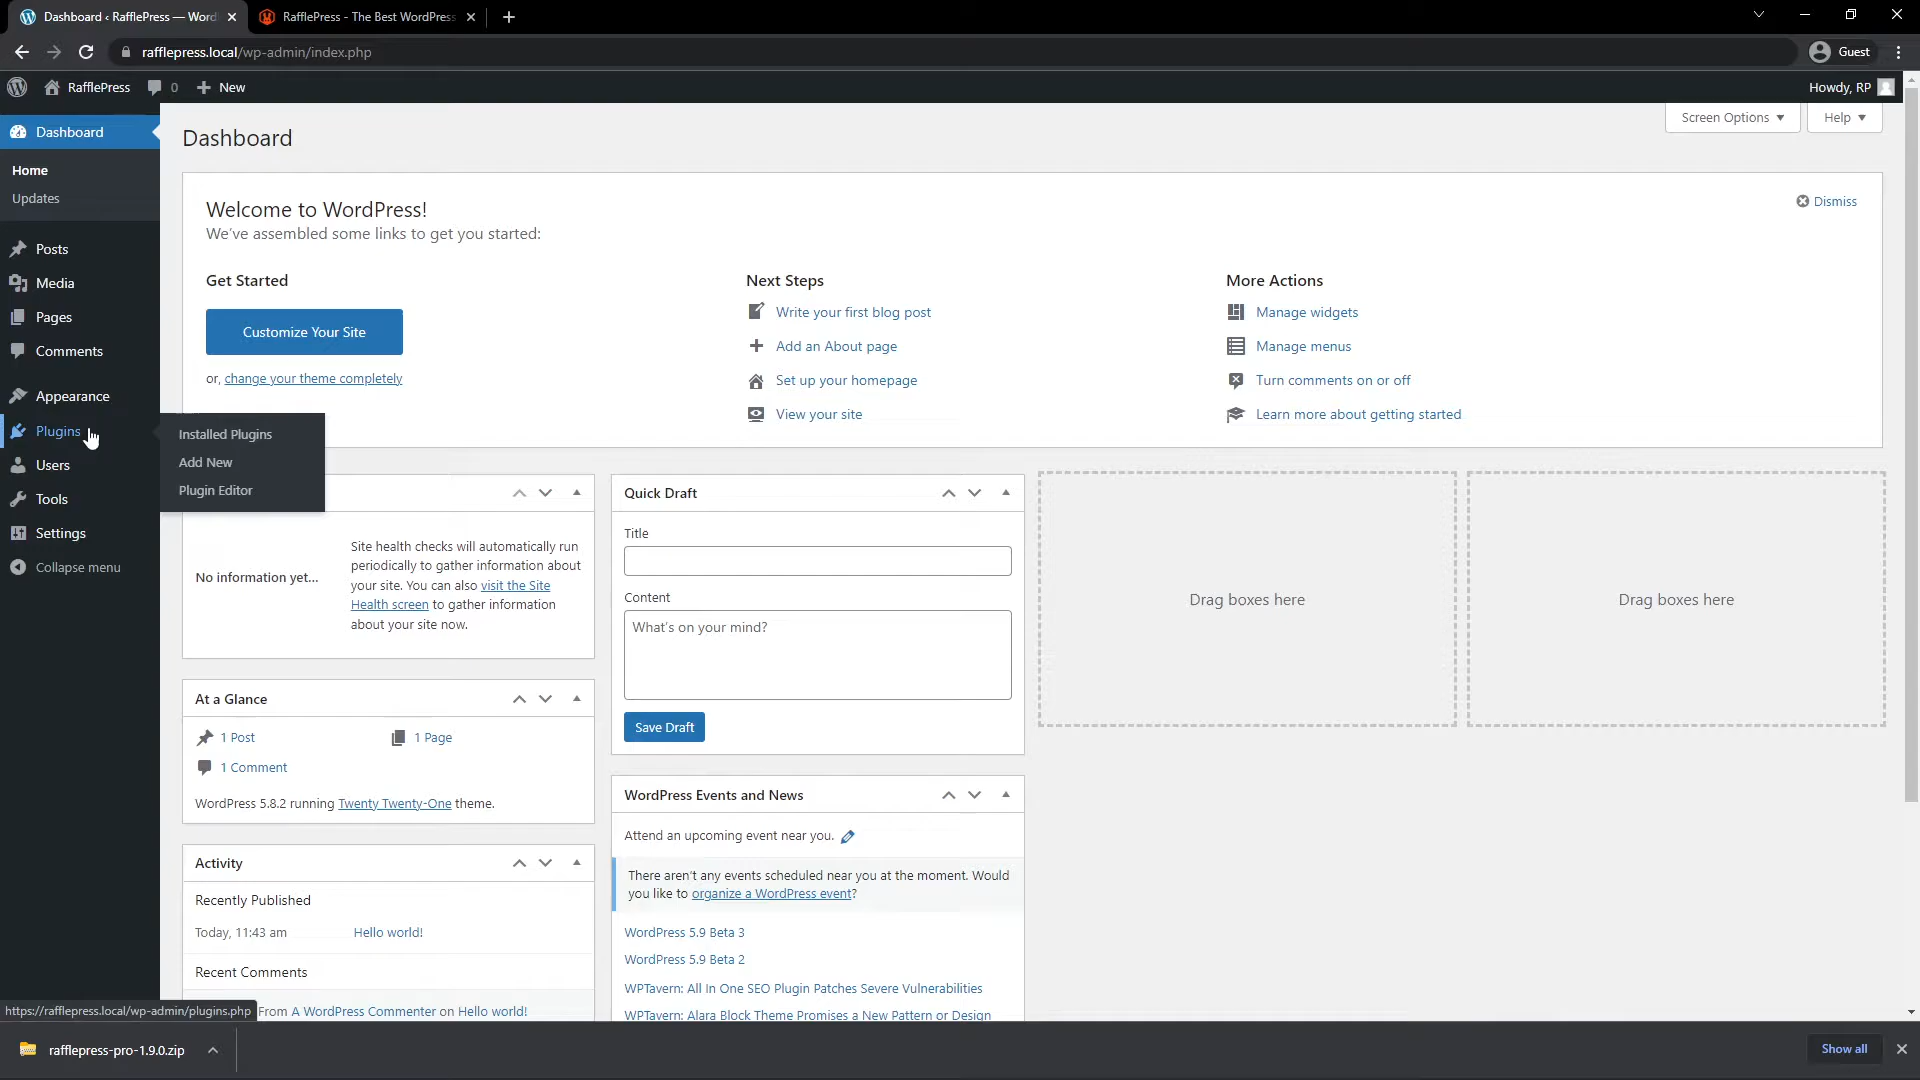 Dashboard ‹ RafflePress — Word
RafflePress - The Best WordPress
rafflepress.local/wp-admin/index.php
Guest
RafflePress
0
New
Howdy, RP
Dashboard
Home
Updates
Posts
Media
Pages
Comments
Appearance
Plugins
Users
Tools
Settings
Collapse menu
Installed Plugins
Add New
Plugin Editor
Dashboard
Screen Options
Help
Welcome to WordPress!
We've assembled some links to get you started:
Dismiss
Get Started
Customize Your Site
or, change your theme completely
Next Steps
Write your first blog post
Add an About page
Set up your homepage
View your site
More Actions
Manage widgets
Manage menus
Turn comments on or off
Learn more about getting started
No information yet...
Site health checks will automatically run
periodically to gather information about
your site. You can also visit the Site
Health screen to gather information
about your site now.
At a Glance
1 Post
1 Page
1 Comment
WordPress 5.8.2 running Twenty Twenty-One theme.
Activity
Recently Published
Today, 11:43 am
Hello world!
Recent Comments
From A WordPress Commenter on Hello world!
Quick Draft
Title
Content
What's on your mind?
Save Draft
WordPress Events and News
Attend an upcoming event near you.
There aren't any events scheduled near you at the moment. Would
you like to organize a WordPress event?
WordPress 5.9 Beta 3
WordPress 5.9 Beta 2
WPTavern: All In One SEO Plugin Patches Severe Vulnerabilities
WPTavern: Alara Block Theme Promises a New Pattern or Design
Drag boxes here
Drag boxes here
https://rafflepress.local/wp-admin/plugins.php
rafflepress-pro-1.9.0.zip
Show all